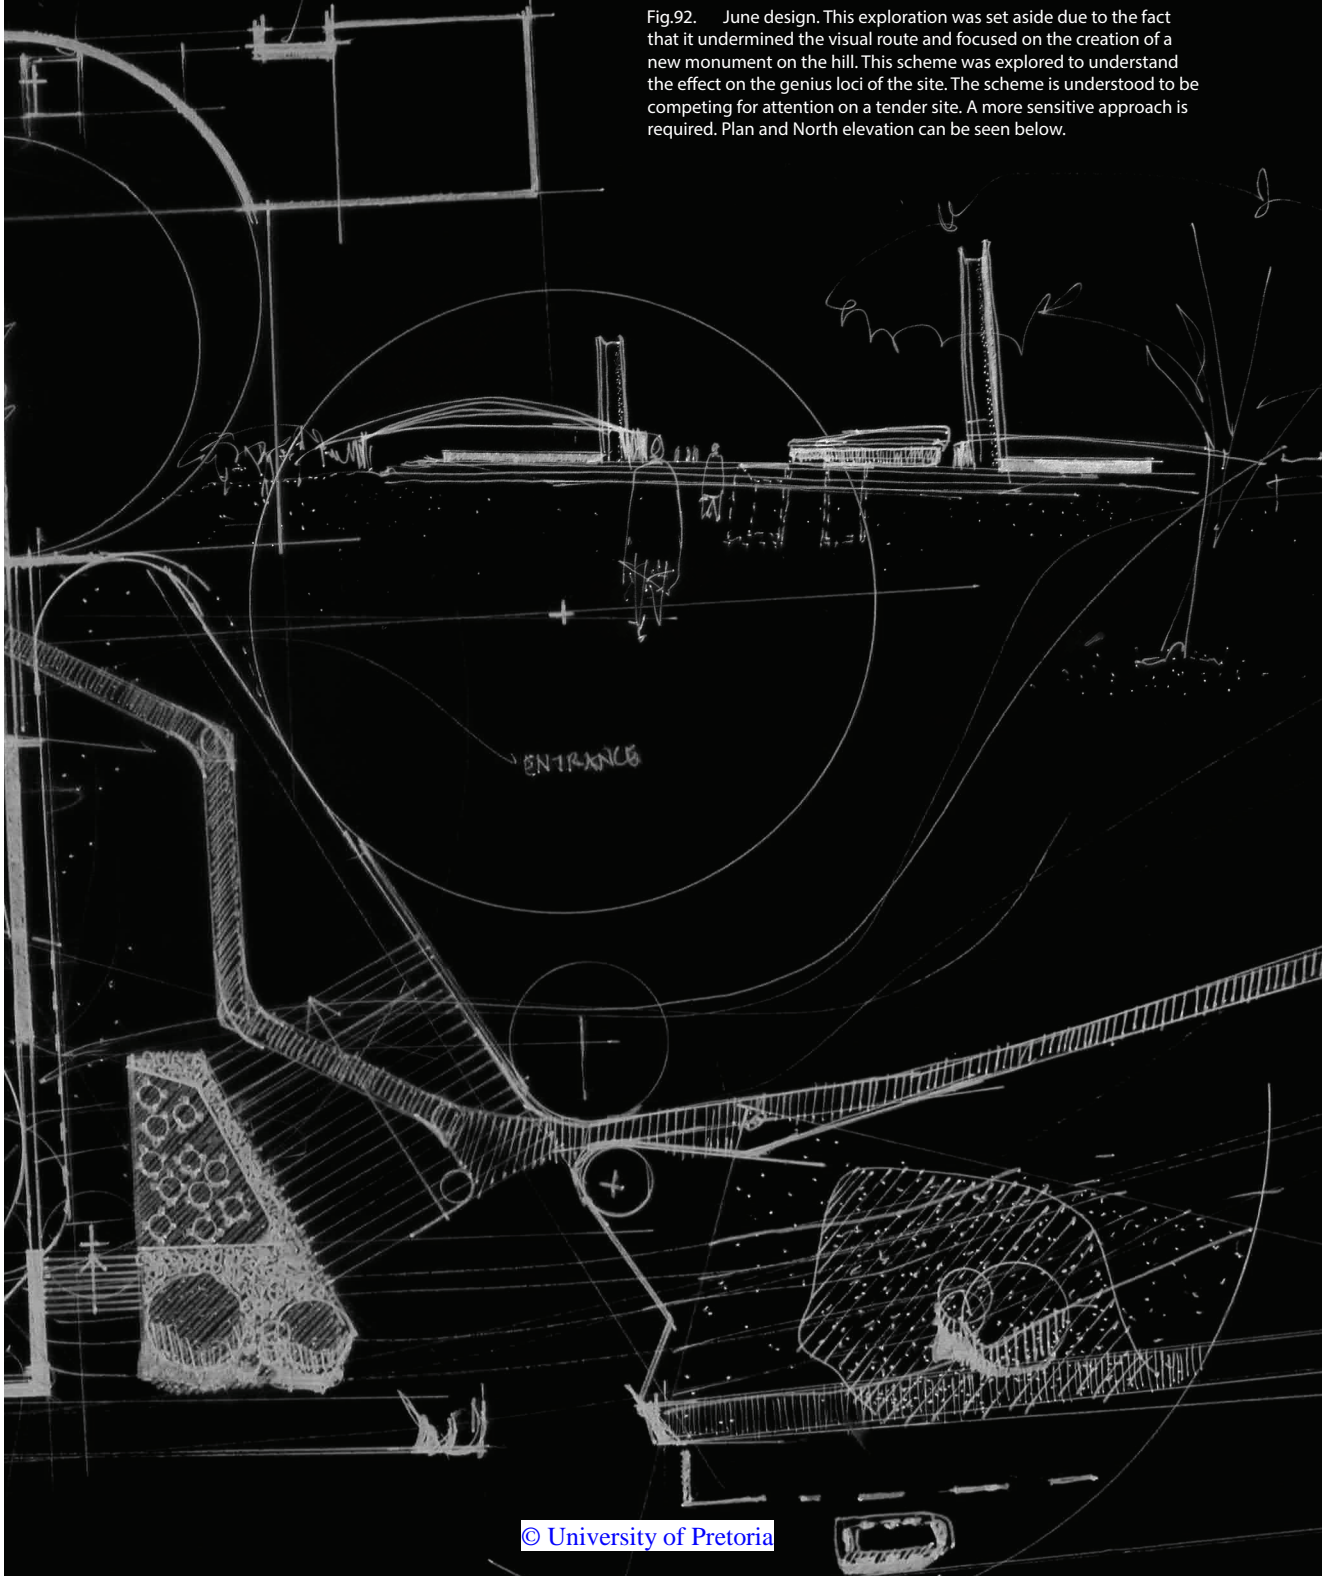 Fig.92. June design. This exploration was set aside due to the fact
that it undermined the visual route and focused on the creation of a
new monument on the hill. This scheme was explored to understand
the effect on the genius loci of the site. The scheme is understood to be
competing for attention on a tender site. A more sensitive approach is
required. Plan and North elevation can be seen below.
ENTRANCE
© University of Pretoria